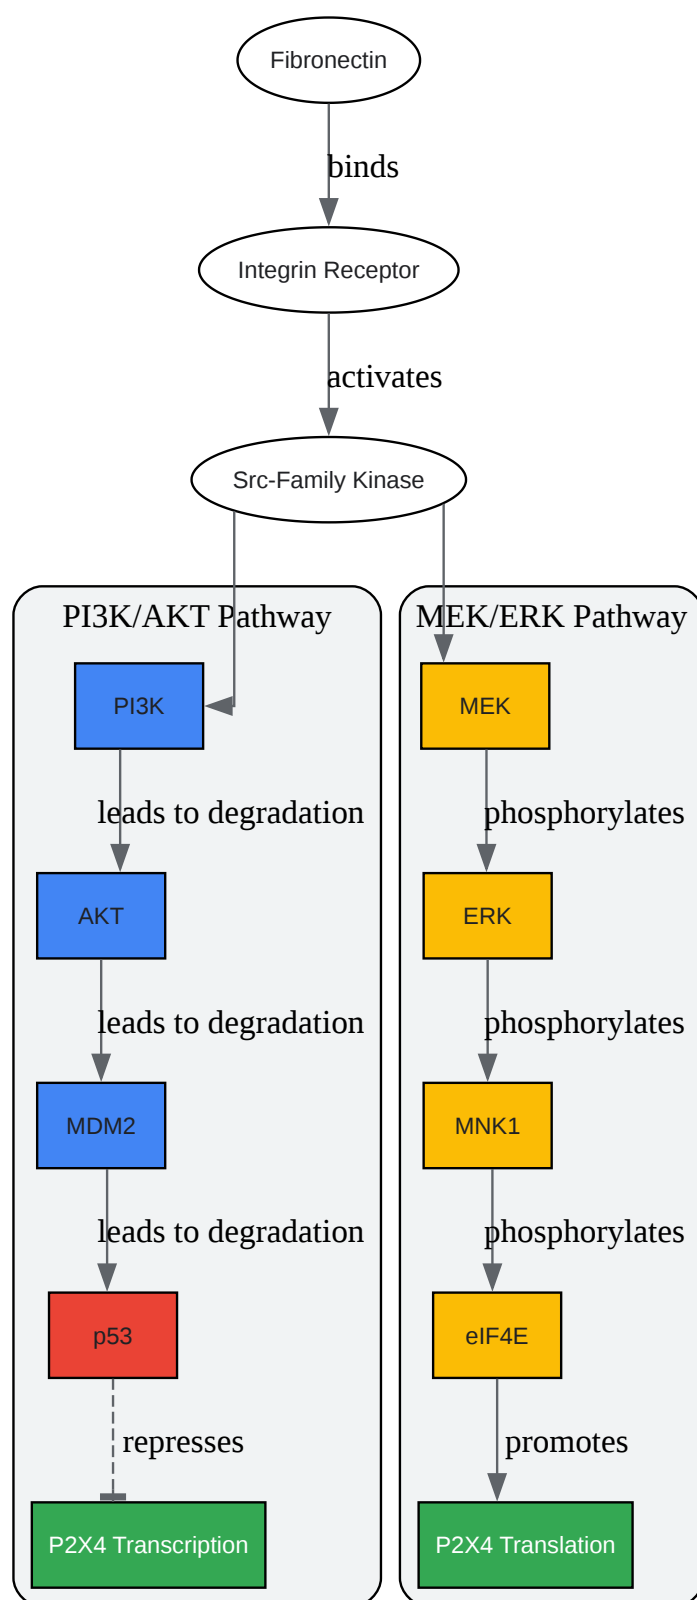 Fibronectin
binds
Integrin Receptor
activates
Src-Family Kinase
PI3K/AKT Pathway
PI3K
leads to degradation
AKT
leads to degradation
MDM2
leads to degradation
p53
represses
P2X4 Transcription
MEK/ERK Pathway
MEK
phosphorylates
ERK
phosphorylates
MNK1
phosphorylates
eIF4E
promotes
P2X4 Translation